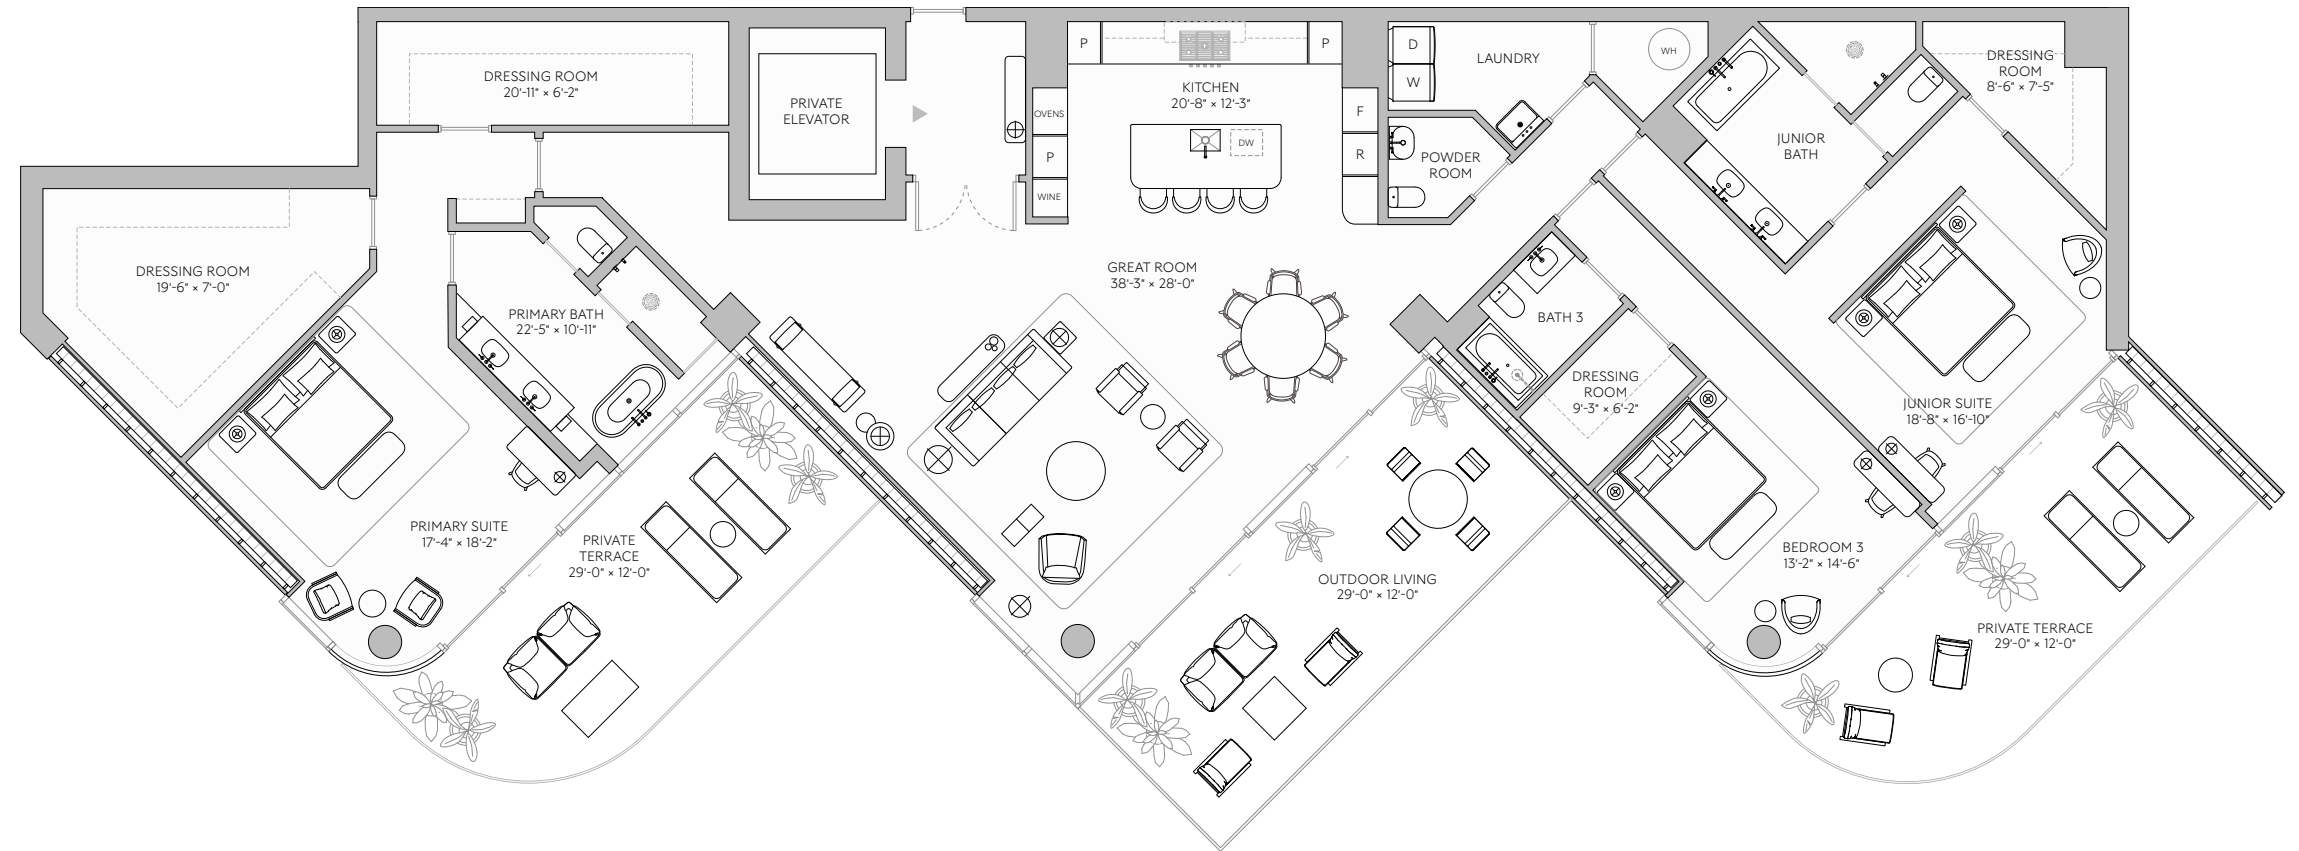 DRESSING ROOM
20'-11" × 6'-2"
PRIVATE
ELEVATOR
P
P
KITCHEN
20'-8" × 12'-3"
OVENS
P
WINE
DW
F
R
D
W
LAUNDRY
WH
POWDER
ROOM
JUNIOR
BATH
DRESSING
ROOM
8'-6" × 7'-5"
DRESSING ROOM
19'-6" × 7'-0"
PRIMARY BATH
22'-5" × 10'-11"
GREAT ROOM
38'-3" × 28'-0"
BATH 3
DRESSING
ROOM
9'-3" × 6'-2"
JUNIOR SUITE
18'-8" × 16'-10"
PRIMARY SUITE
17'-4" × 18'-2"
PRIVATE
TERRACE
29'-0" × 12'-0"
OUTDOOR LIVING
29'-0" × 12'-0"
BEDROOM 3
13'-2" × 14'-6"
PRIVATE TERRACE
29'-0" × 12'-0"